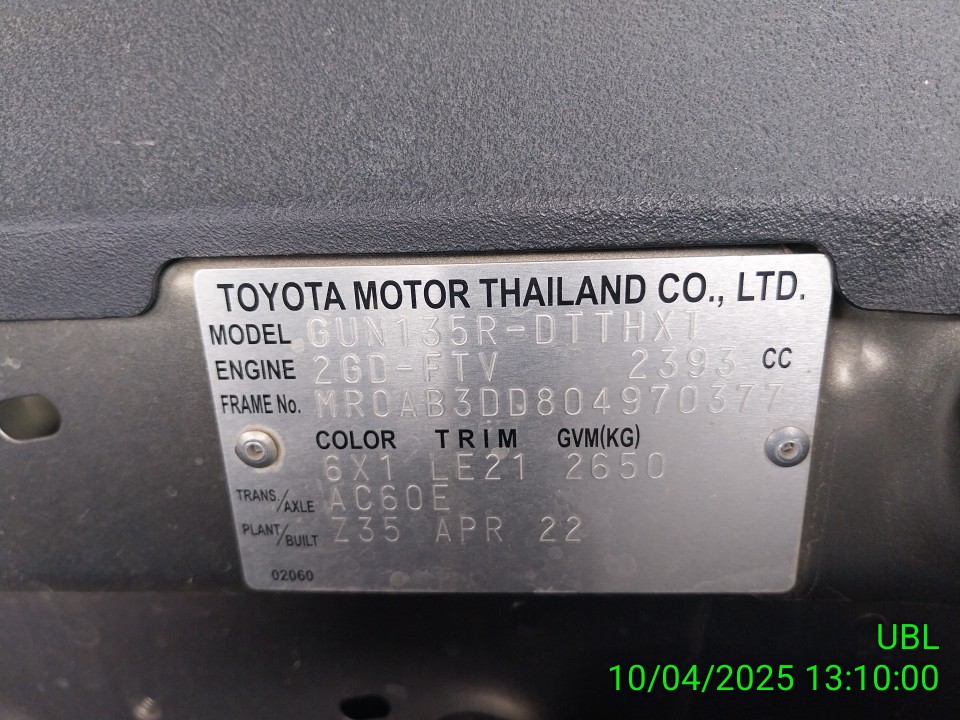 TOYOTA MOTOR THAILAND CO., LTD.
MODEL GUN135R-DTTHXT
ENGINE 2GD-FTV 2393 CC
FRAME No. MR0AB3DD804970377
COLOR TRIM GVM(KG)
6X1 LE21 2650
TRANS./AXLE AC60E
PLANT/BUILT Z35 APR 22
02060
UBL
10/04/2025 13:10:00